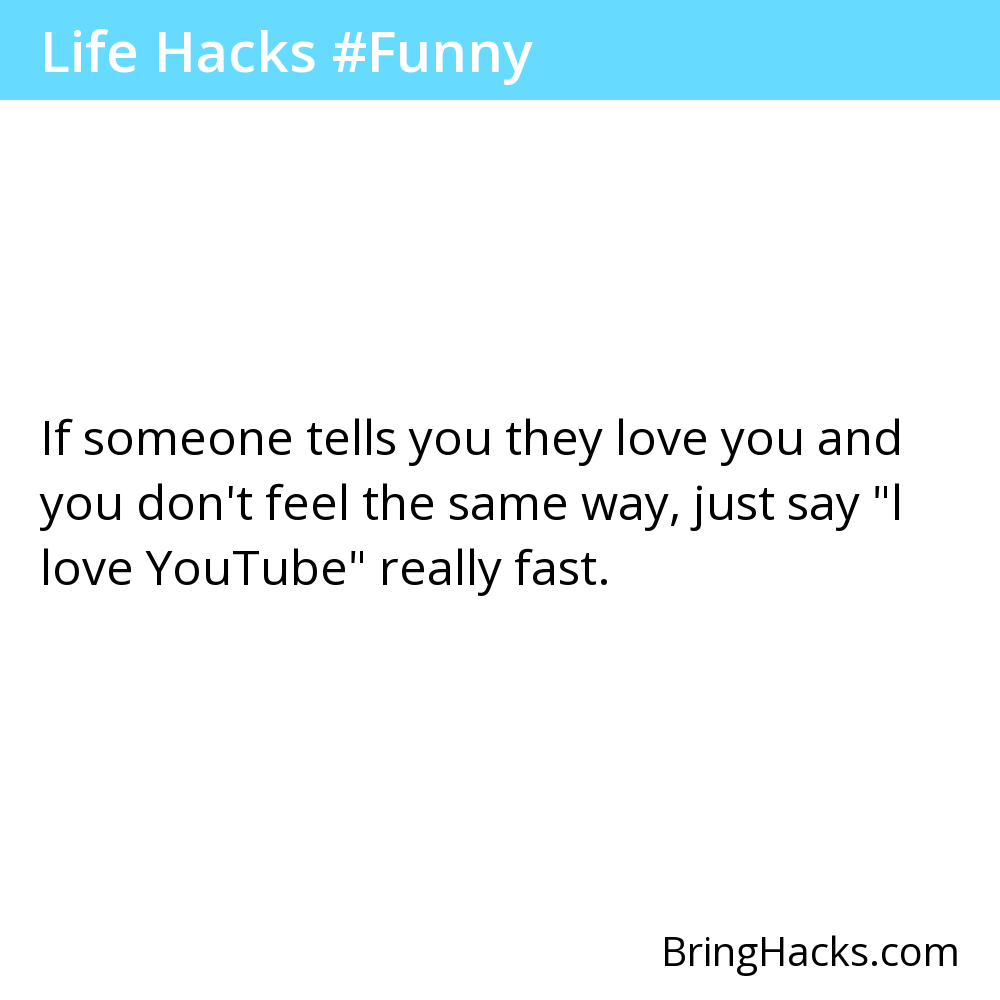 Life Hacks #Funny
If someone tells you they love you and
you don't feel the same way, just say "l
love YouTube" really fast.
BringHacks.com